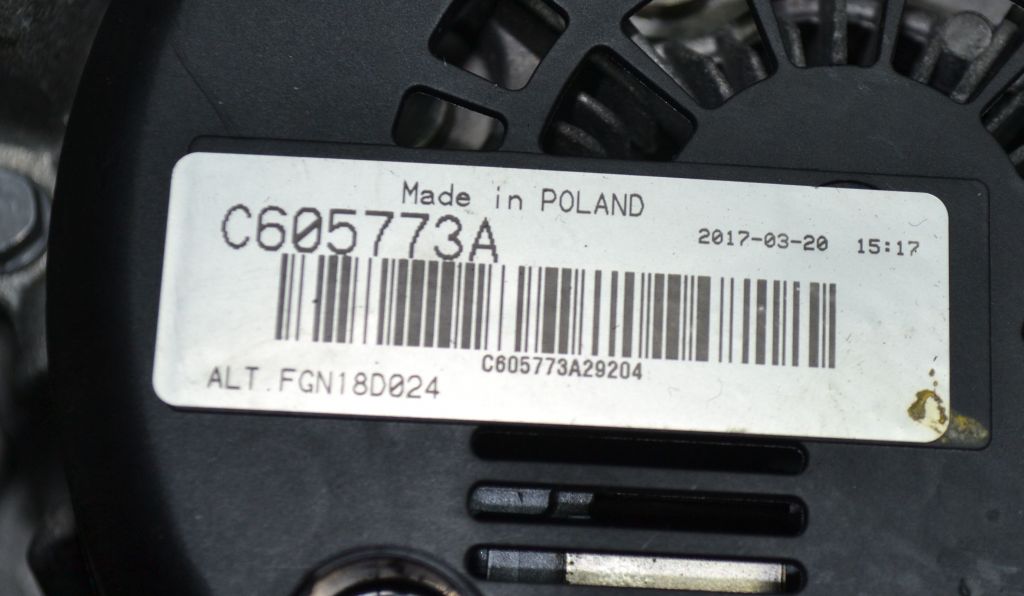 Made in POLAND
C605773A
2017-03-20 15:17
C605773A29204
ALT.FGN18D024